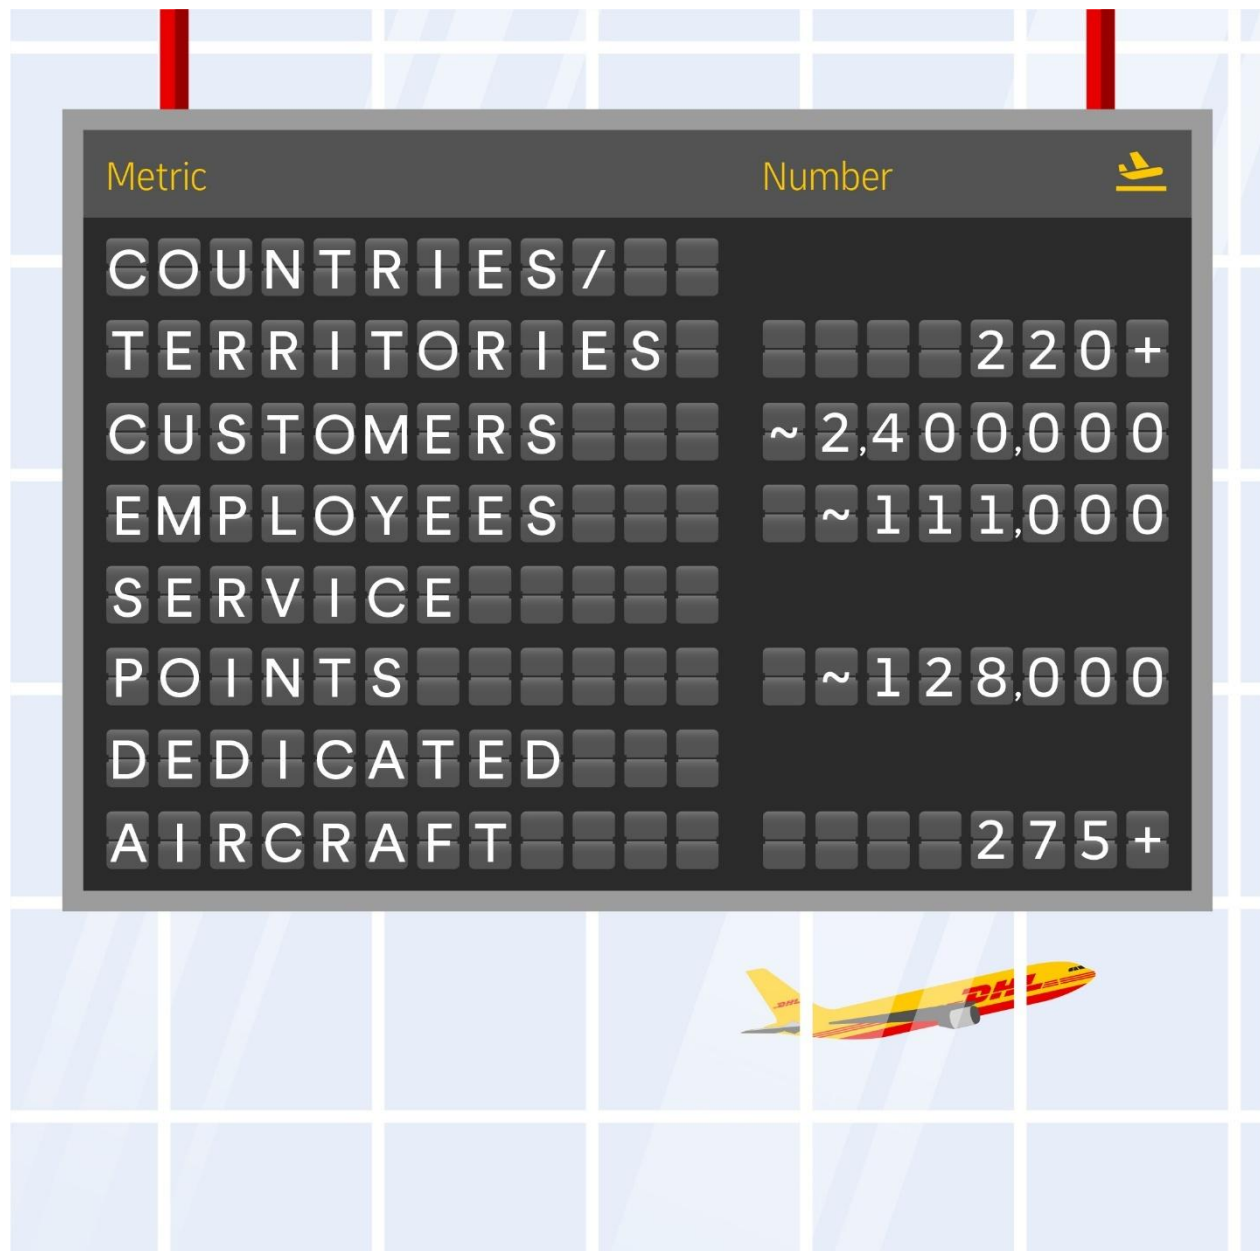 Metric Number
COUNTRIES/
TERRITORIES 220+
CUSTOMERS ~2,400,000
EMPLOYEES ~111,000
SERVICE
POINTS ~128,000
DEDICATED
AIRCRAFT 275+
DHL
DHL